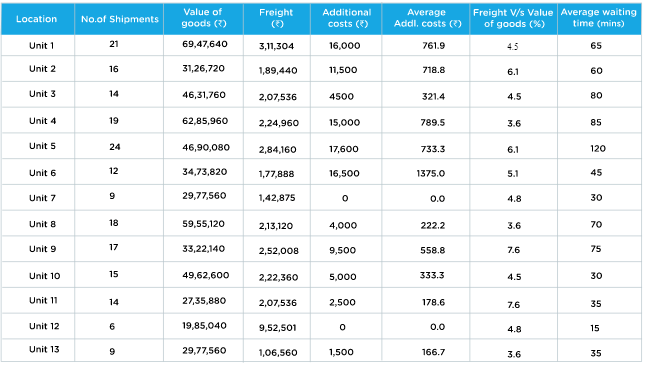 Location No.of Shipments Value of goods (₹) Freight (₹) Additional costs (₹) Average Addl. costs (₹) Freight V/s Value of goods (%) Average waiting time (mins)
Unit 1 21 69,47,640 3,11,304 16,000 761.9 4.5 65
Unit 2 16 31,26,720 1,89,440 11,500 718.8 6.1 60
Unit 3 14 46,31,760 2,07,536 4500 321.4 4.5 80
Unit 4 19 62,85,960 2,24,960 15,000 789.5 3.6 85
Unit 5 24 46,90,080 2,84,160 17,600 733.3 6.1 120
Unit 6 12 34,73,820 1,77,888 16,500 1375.0 5.1 45
Unit 7 9 29,77,560 1,42,875 0 0.0 4.8 30
Unit 8 18 59,55,120 2,13,120 4,000 222.2 3.6 70
Unit 9 17 33,22,140 2,52,008 9,500 558.8 7.6 75
Unit 10 15 49,62,600 2,22,360 5,000 333.3 4.5 30
Unit 11 14 27,35,880 2,07,536 2,500 178.6 7.6 35
Unit 12 6 19,85,040 9,52,501 0 0.0 4.8 15
Unit 13 9 29,77,560 1,06,560 1,500 166.7 3.6 35